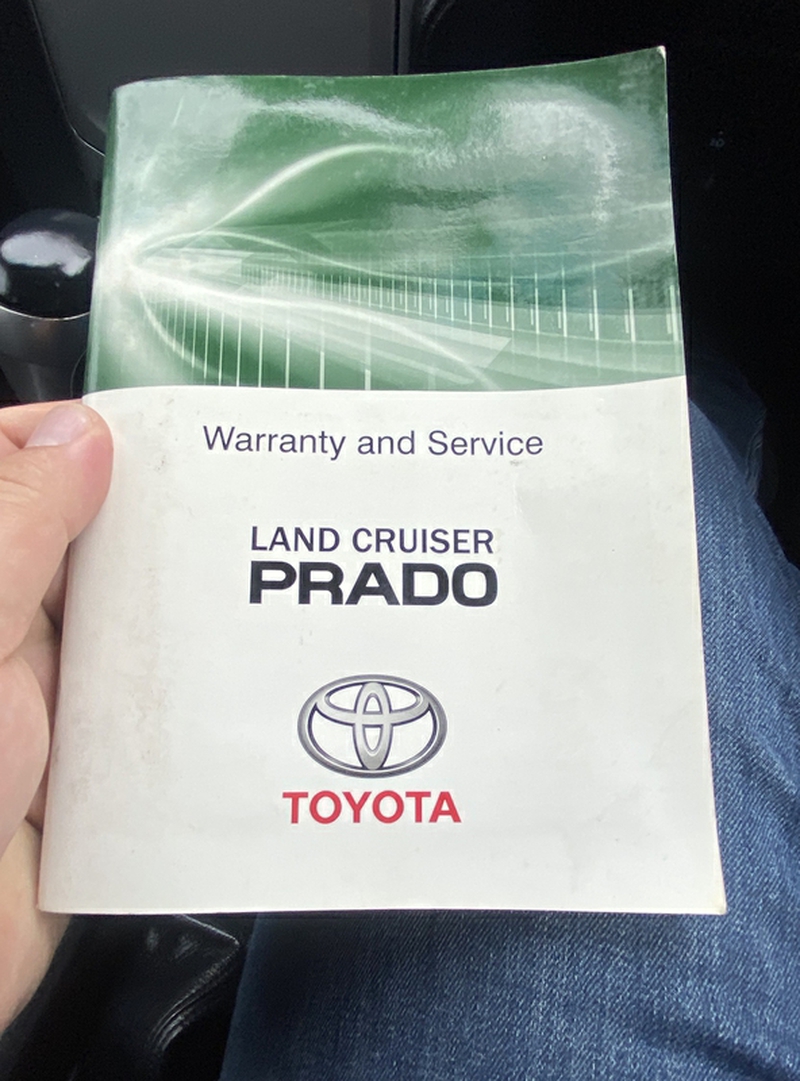 Warranty and Service
LAND CRUISER
PRADO
TOYOTA